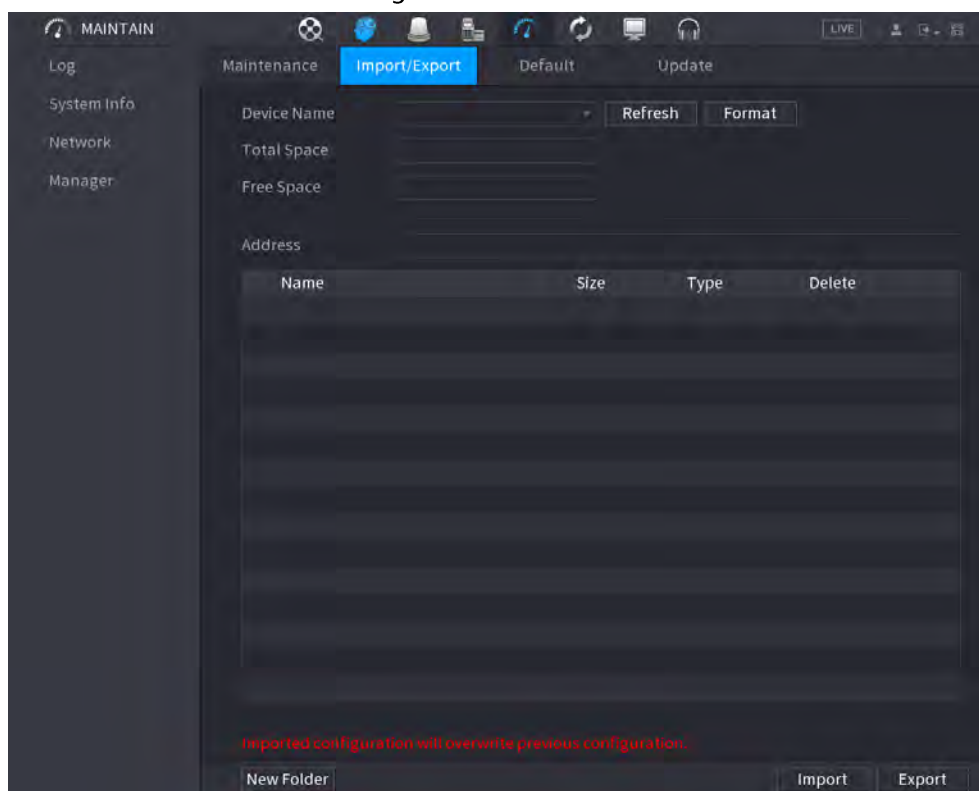 MAINTAIN LIVE
Log Maintenance Import/Export Default Update
System Info Device Name Refresh Format
Network Total Space
Manager Free Space
Address
Name Size Type Delete
Imported configuration will overwrite previous configuration.
New Folder Import Export